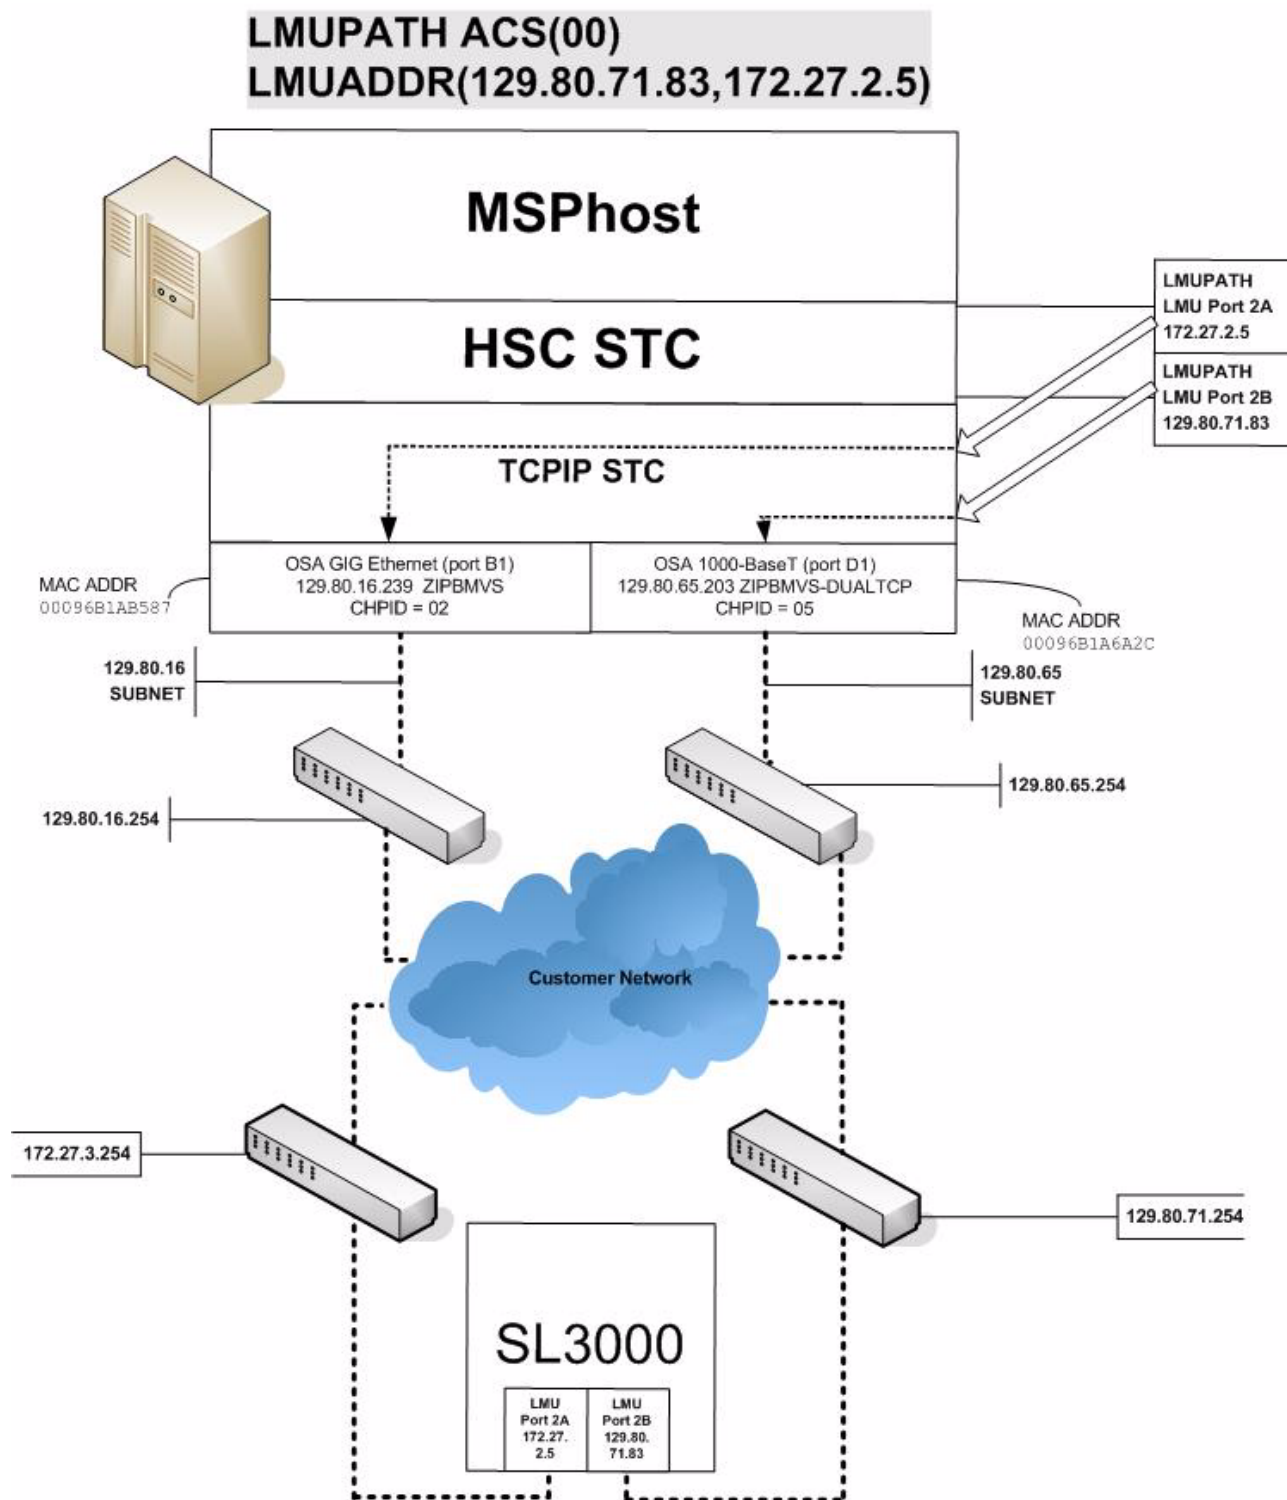 LMUPATH ACS(00)
LMUADDR(129.80.71.83,172.27.2.5)
MSPhost
HSC STC
LMUPATH
LMU Port 2A
172.27.2.5
LMUPATH
LMU Port 2B
129.80.71.83
TCPIP STC
OSA GIG Ethernet (port B1)
129.80.16.239 ZIPBMVS
CHPID = 02
OSA 1000-BaseT (port D1)
129.80.65.203 ZIPBMVS-DUALTCP
CHPID = 05
MAC ADDR
00096B1AB587
MAC ADDR
00096B1A6A2C
129.80.16
SUBNET
129.80.65
SUBNET
129.80.16.254
129.80.65.254
Customer Network
172.27.3.254
129.80.71.254
SL3000
LMU
Port 2A
172.27.
2.5
LMU
Port 2B
129.80.
71.83